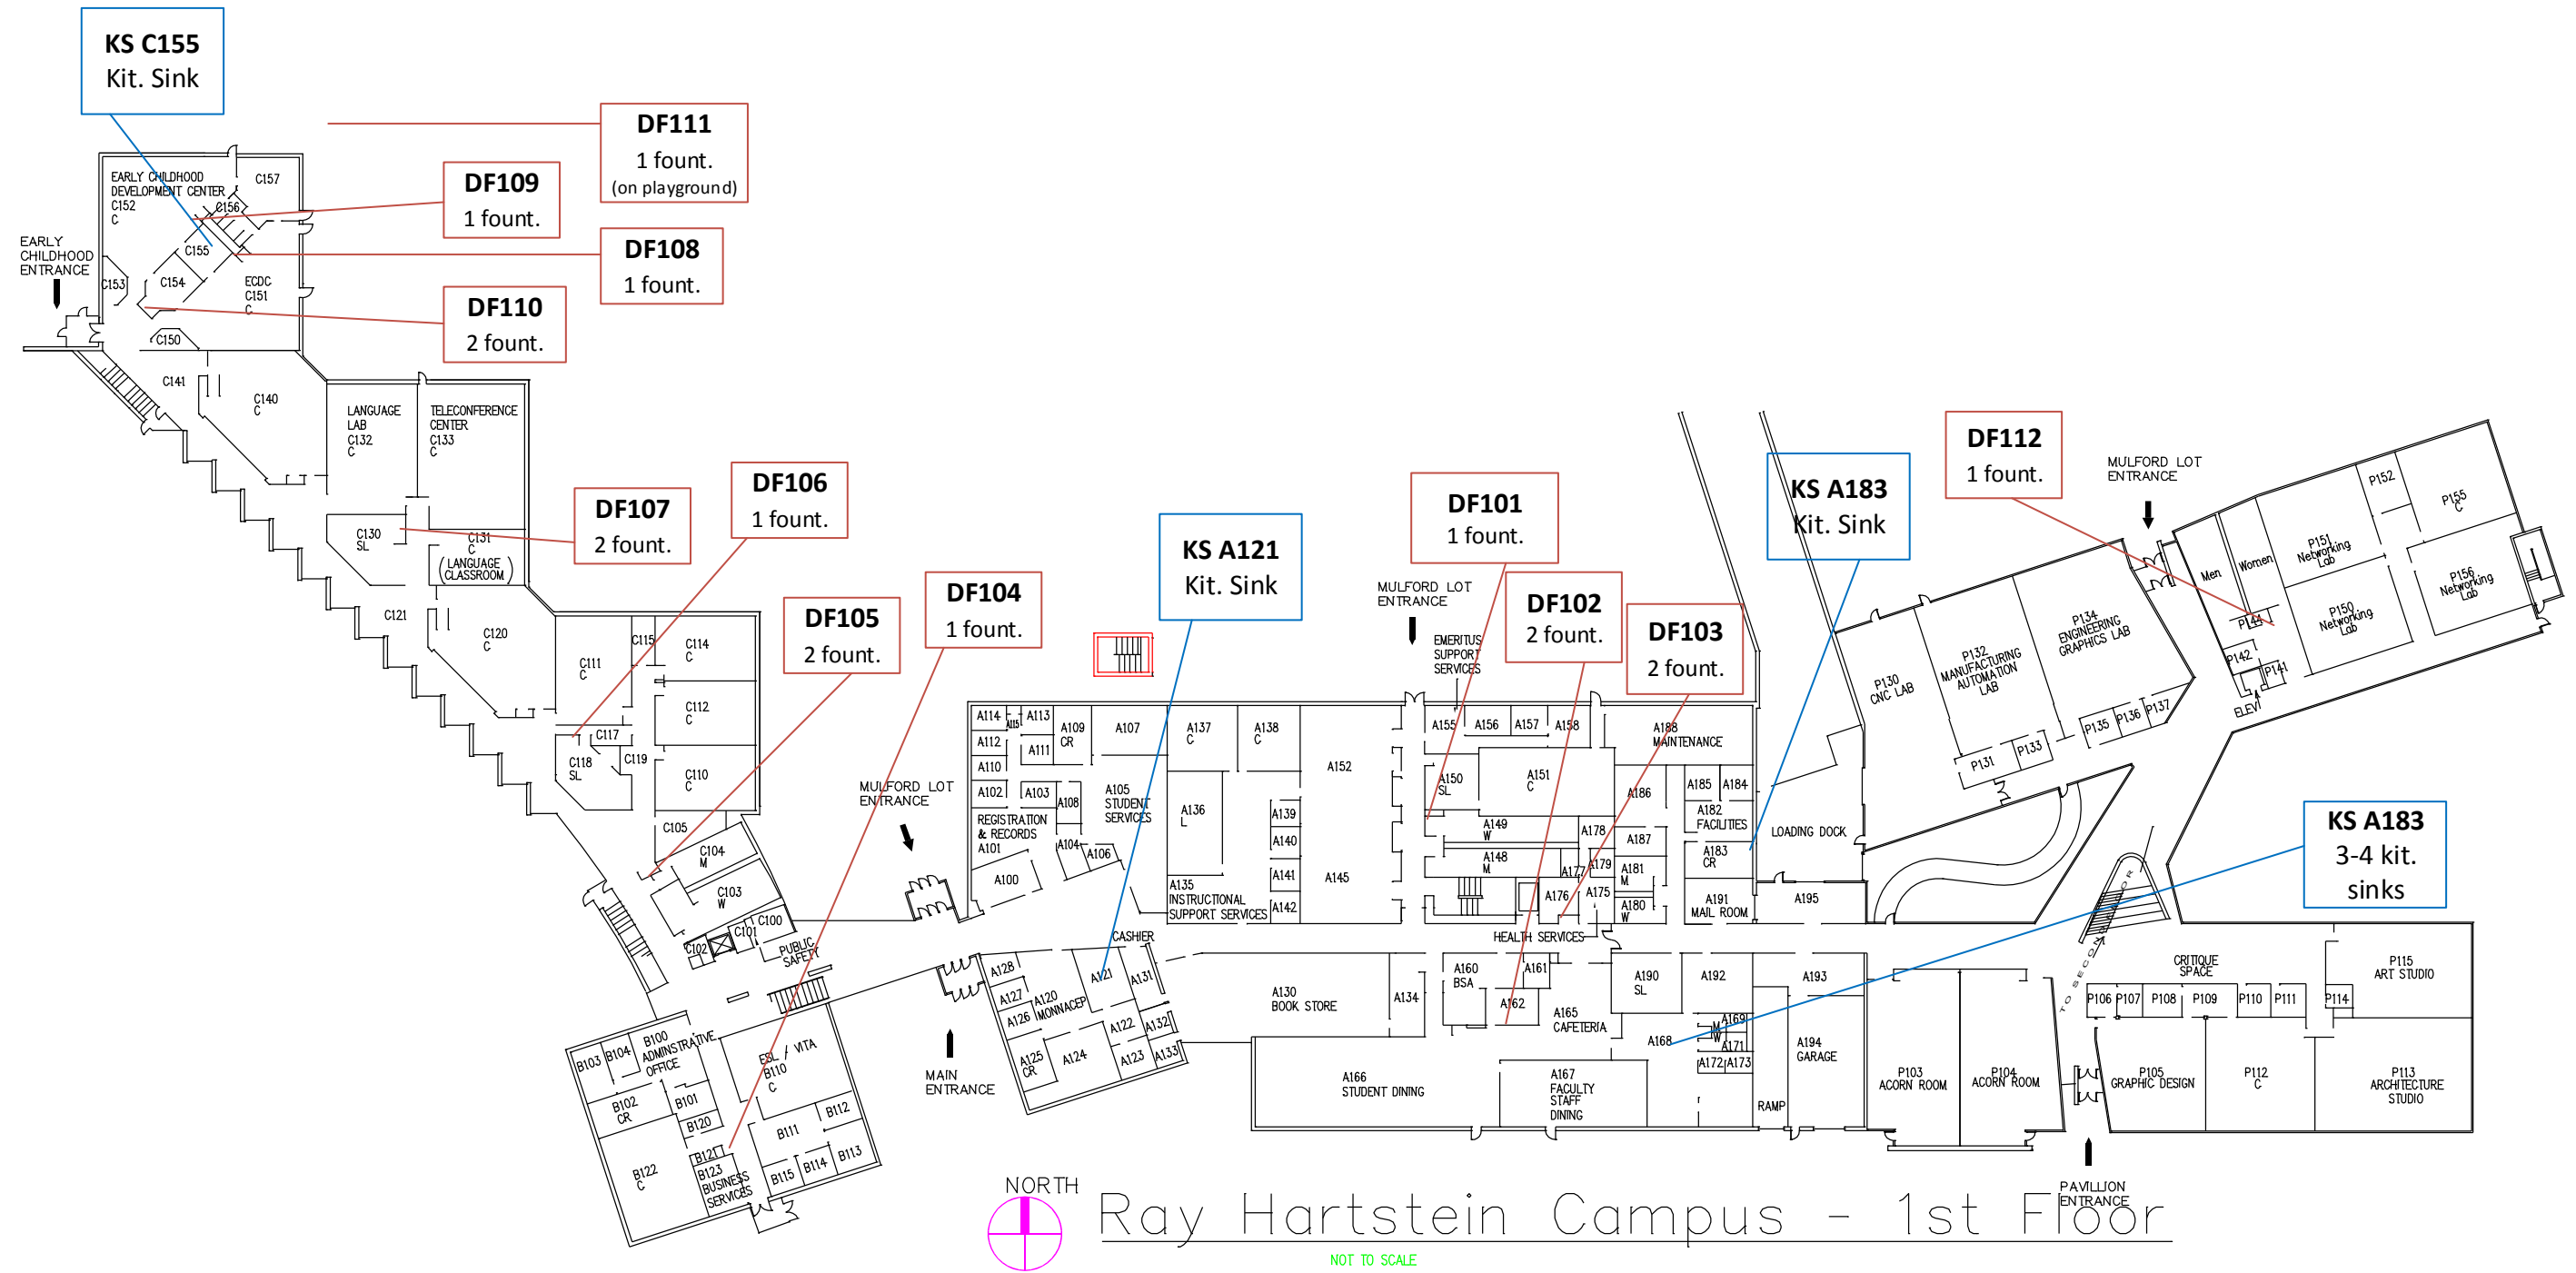 KS C155
Kit. Sink
DF111
1 fount.
(on playground)
DF109
1 fount.
DF108
1 fount.
DF110
2 fount.
EARLY CHILDHOOD
DEVELOPMENT CENTER
C152
C
C157
C156
C155
C154
C153
ECDC
C151
C
C150
EARLY
CHILDHOOD
ENTRANCE
C141
C140
C
LANGUAGE
LAB
C132
C
TELECONFERENCE
CENTER
C133
C
C130
SL
C131
C
(LANGUAGE
CLASSROOM)
DF107
2 fount.
DF106
1 fount.
C121
C120
C
C111
C
C115
C114
C
C112
C
C117
C118
SL
C119
C110
C
C105
C104
M
C103
W
C100
C101
C102
PUBLIC
SAFETY
DF105
2 fount.
DF104
1 fount.
KS A121
Kit. Sink
DF101
1 fount.
DF102
2 fount.
DF103
2 fount.
KS A183
Kit. Sink
DF112
1 fount.
MULFORD LOT
ENTRANCE
MULFORD LOT
ENTRANCE
MULFORD LOT
ENTRANCE
EMERITUS
SUPPORT
SERVICES
A114
A115
A113
A109
CR
A107
A112
A111
A110
A102
A103
A108
A105
STUDENT
SERVICES
REGISTRATION
& RECORDS
A101
A104
A106
A100
A137
C
A138
C
A136
L
A139
A140
A141
A142
A135
INSTRUCTIONAL
SUPPORT SERVICES
A152
A145
A155
A156
A157
A158
A150
SL
A151
C
A149
W
A148
M
A178
A177
A179
A176
A175
A188
MAINTENANCE
A186
A185
A184
A182
FACILITIES
A187
A183
CR
A181
M
A180
W
A191
MAIL ROOM
LOADING DOCK
A195
HEALTH SERVICES
CASHIER
A128
A127
A126
A120
MONNACEP
A121
A131
A125
CR
A124
A122
A132
A123
A133
MAIN
ENTRANCE
A130
BOOK STORE
A134
A160
BSA
A161
A162
A165
CAFETERIA
A190
SL
A192
A193
A168
M
W
A169
A171
A172
A173
A194
GARAGE
RAMP
A166
STUDENT DINING
A167
FACULTY
STAFF
DINING
B103
B104
B100
ADMINSTRATIVE
OFFICE
B102
CR
B101
B120
B121
B122
C
B123
BUSINESS
SERVICES
ESL / VITA
B110
C
B111
B112
B113
B114
B115
P130
CNC LAB
P132
MANUFACTURING
AUTOMATION
LAB
P134
ENGINEERING
GRAPHICS LAB
P131
P133
P135
P136
P137
Men
Women
P144
P142
P141
ELEV
P151
Networking
Lab
P152
P155
C
P150
Networking
Lab
P156
Networking
Lab
KS A183
3-4 kit.
sinks
TO SECOND FLOOR
CRITIQUE
SPACE
P115
ART STUDIO
P106
P107
P108
P109
P110
P111
P114
P103
ACORN ROOM
P104
ACORN ROOM
P105
GRAPHIC DESIGN
P112
C
P113
ARCHITECTURE
STUDIO
PAVILLION
ENTRANCE
NORTH
Ray Hartstein Campus - 1st Floor
NOT TO SCALE